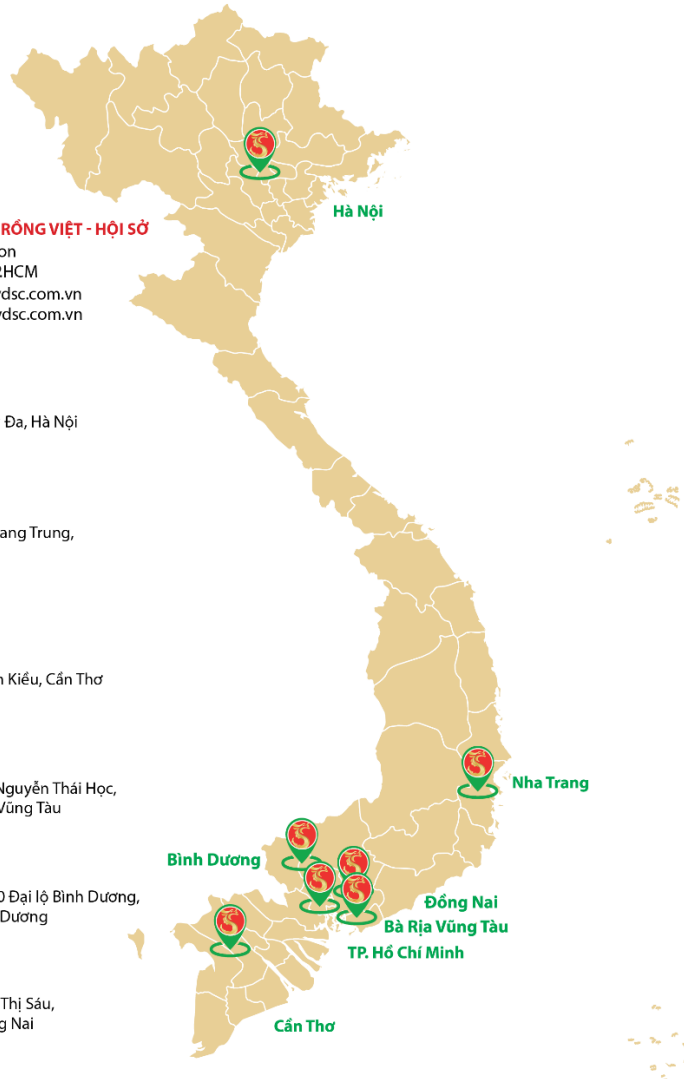 RỒNG VIỆT - HỘI SỞ
on
HCM
dsc.com.vn
dsc.com.vn
Đa, Hà Nội
ang Trung,
Kiều, Cần Thơ
Nguyễn Thái Học,
Vũng Tàu
0 Đại lộ Bình Dương,
Dương
Thị Sáu,
g Nai
Hà Nội
Nha Trang
Bình Dương
Đồng Nai
Bà Rịa Vũng Tàu
TP. Hồ Chí Minh
Cần Thơ